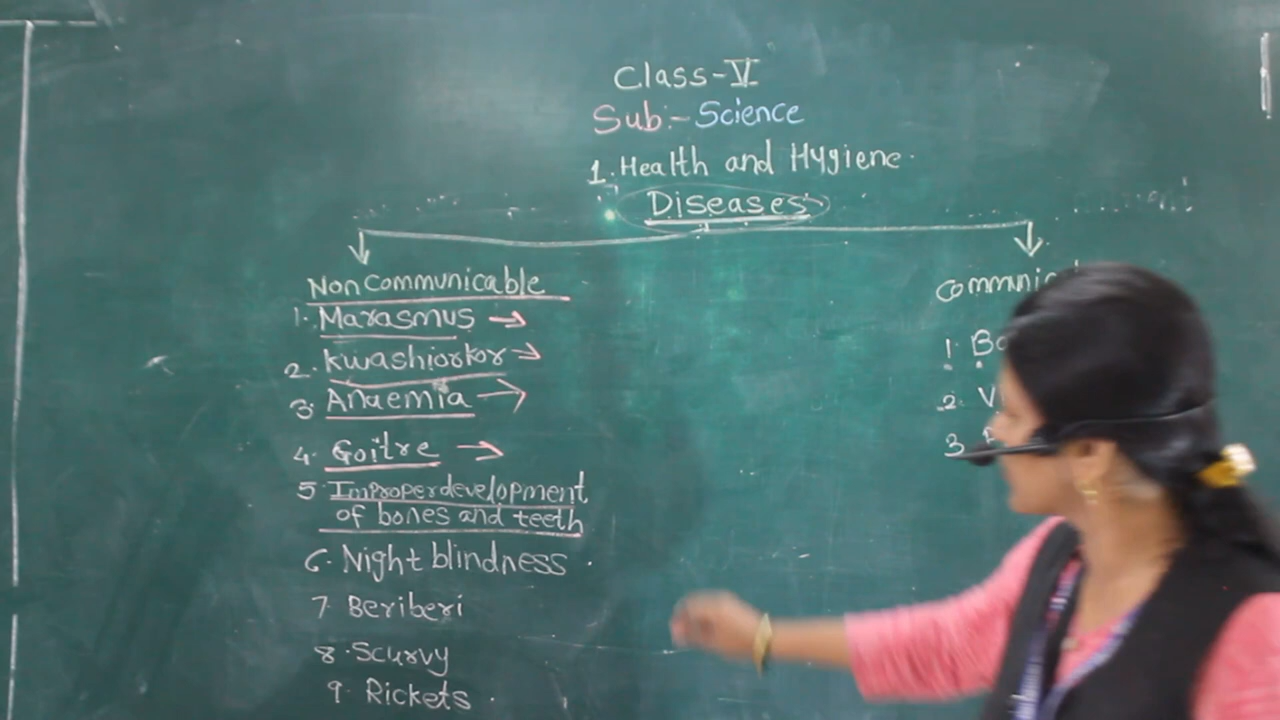 Class-VI
Sub:- Science
1. Health and Hygiene.
Diseases
Non Communicable
1. Marasmus →
2. Kwashiorkor →
3. Anaemia →
4. Goitre →
5. Improper development
of bones and teeth
6. Night blindness
7. Beriberi
8. Scurvy
9. Rickets
1.
2.
3.